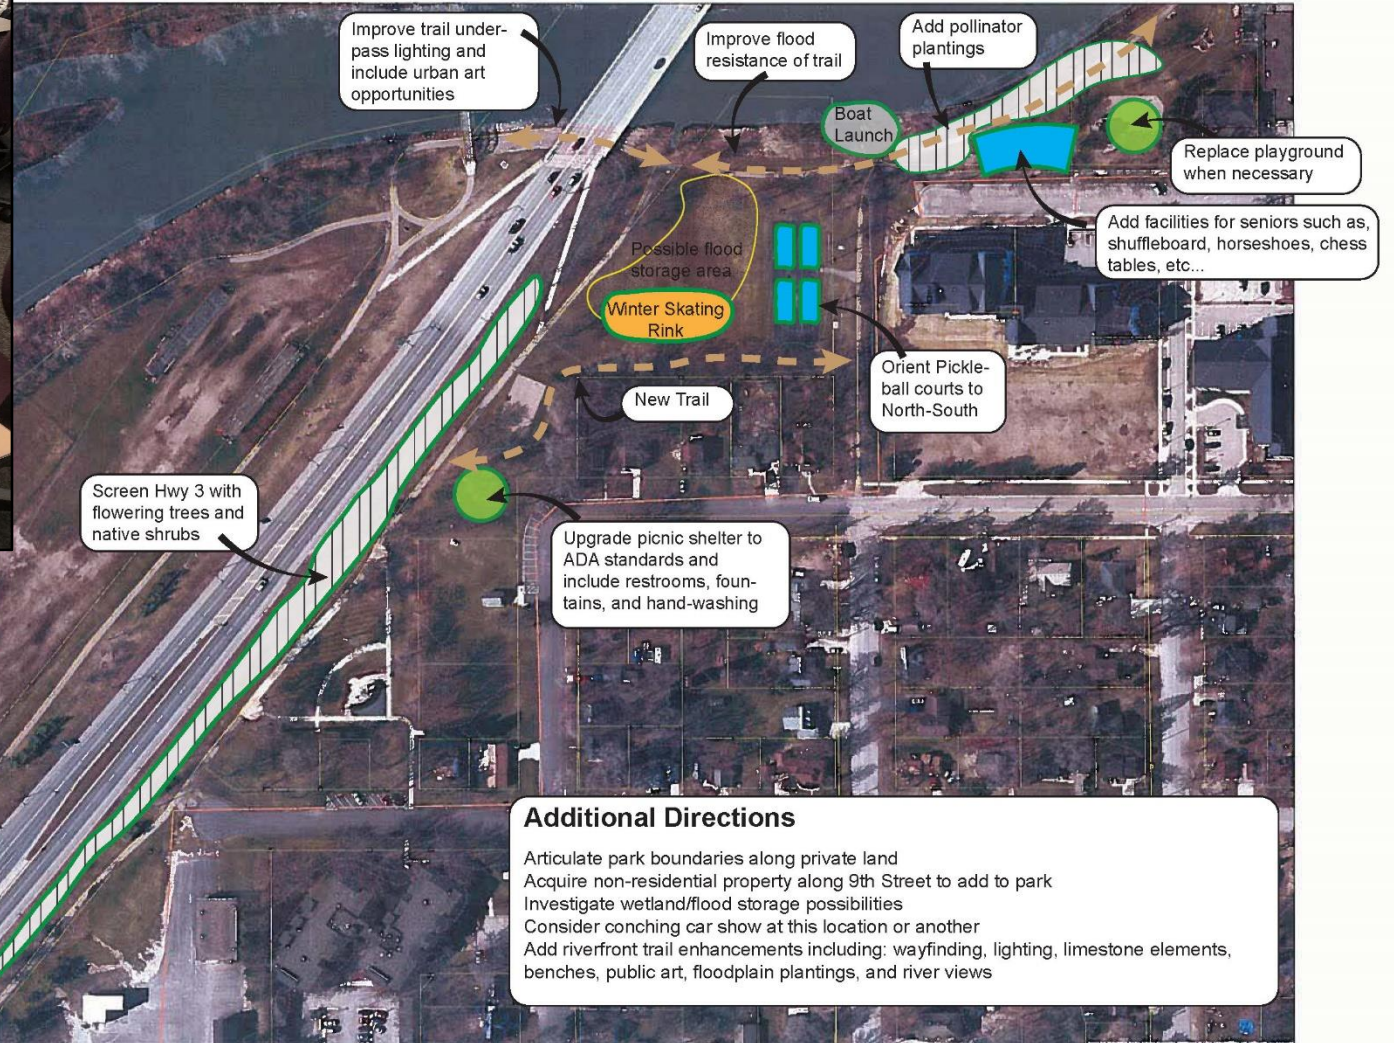 Improve trail under-
pass lighting and
include urban art
opportunities
Improve flood
resistance of trail
Add pollinator
plantings
Boat
Launch
Replace playground
when necessary
Add facilities for seniors such as,
shuffleboard, horseshoes, chess
tables, etc...
Possible flood
storage area
Winter Skating
Rink
Orient Pickle-
ball courts to
North-South
New Trail
Screen Hwy 3 with
flowering trees and
native shrubs
Upgrade picnic shelter to
ADA standards and
include restrooms, foun-
tains, and hand-washing
Additional Directions
Articulate park boundaries along private land
Acquire non-residential property along 9th Street to add to park
Investigate wetland/flood storage possibilities
Consider conching car show at this location or another
Add riverfront trail enhancements including: wayfinding, lighting, limestone elements,
benches, public art, floodplain plantings, and river views